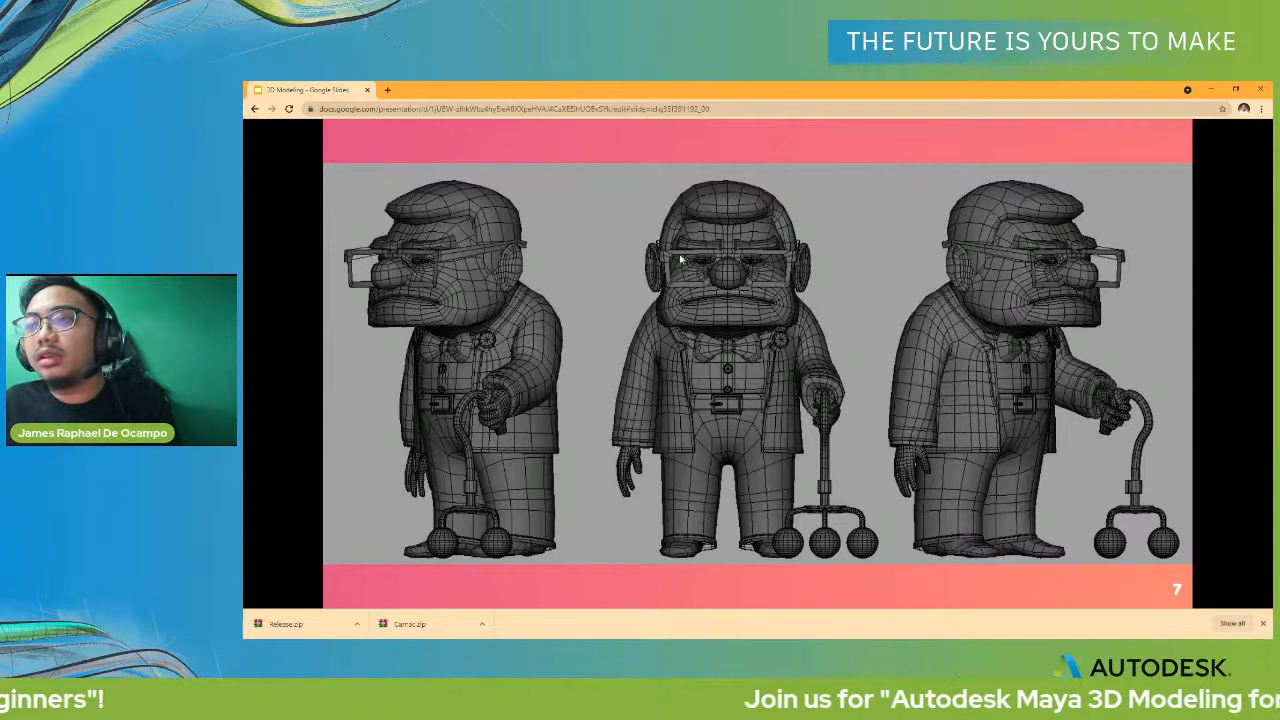 THE FUTURE IS YOURS TO MAKE
3D Modeling - Google Slides
James Raphael De Ocampo
7
Release.zip
Carnac.zip
Show all
AUTODESK.
ginners"!
Join us for "Autodesk Maya 3D Modeling for